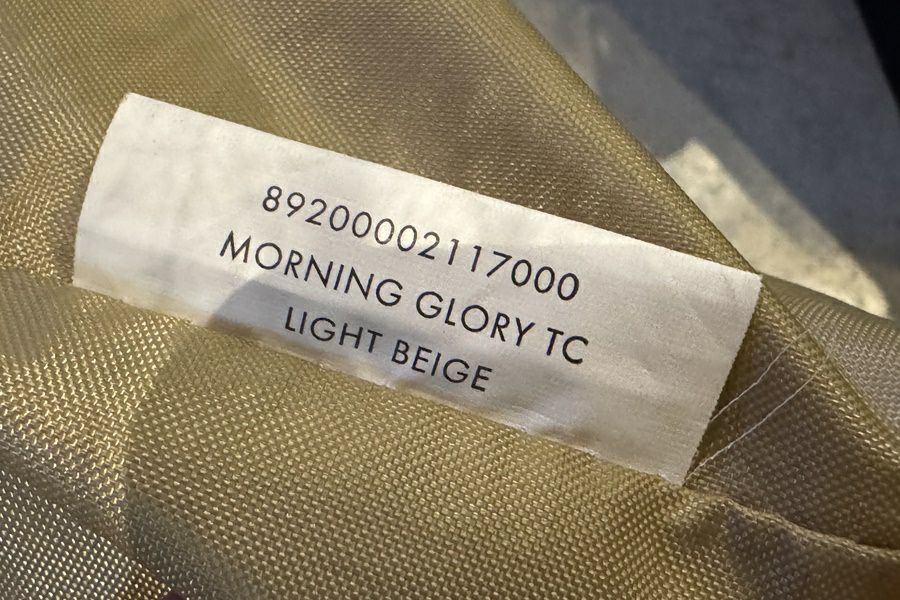 89200002117000
MORNING GLORY TC
LIGHT BEIGE